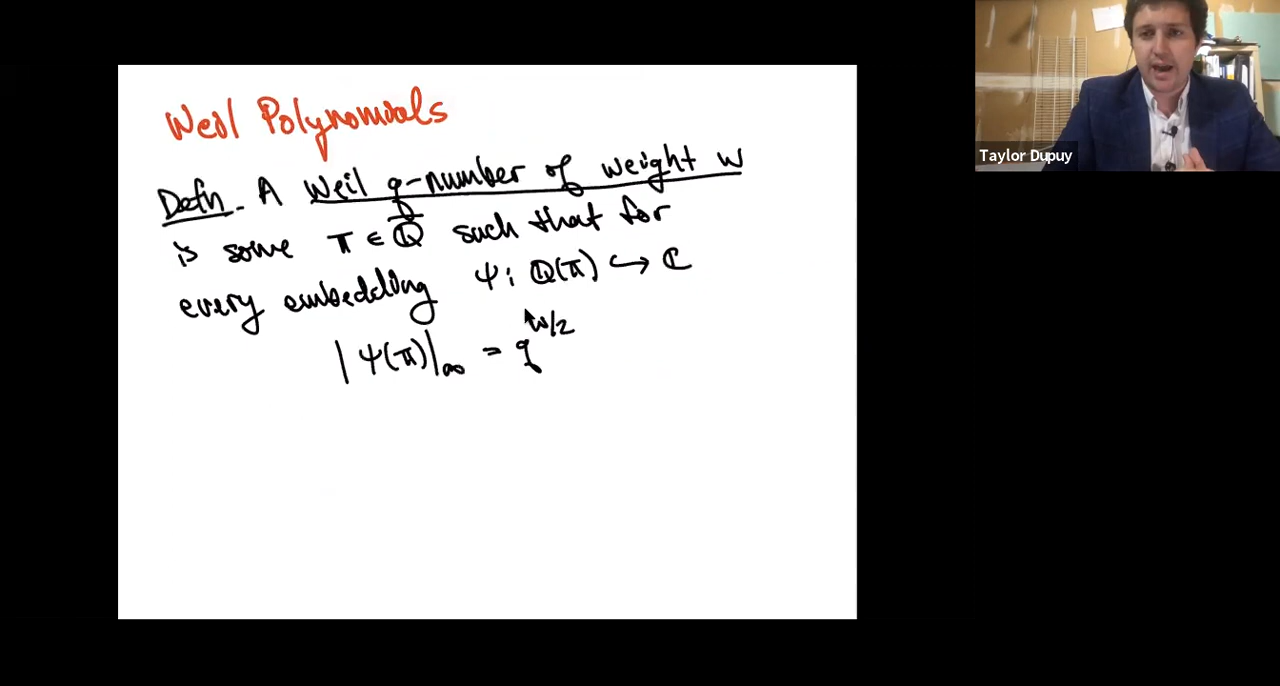 Weil Polynomials
Defn. A Weil q-number of weight w
is some π ∈ ℚ̄ such that for
every embedding ψ: ℚ(π) ↪ ℂ
|ψ(π)|∞ = q^{w/2}
Taylor Dupuy